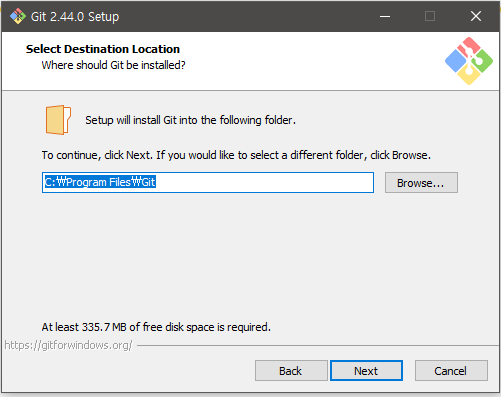 Git 2.44.0 Setup
Select Destination Location
Where should Git be installed?
Setup will install Git into the following folder.
To continue, click Next. If you would like to select a different folder, click Browse.
C:₩Program Files₩Git
Browse...
At least 335.7 MB of free disk space is required.
https://gitforwindows.org/
Back
Next
Cancel